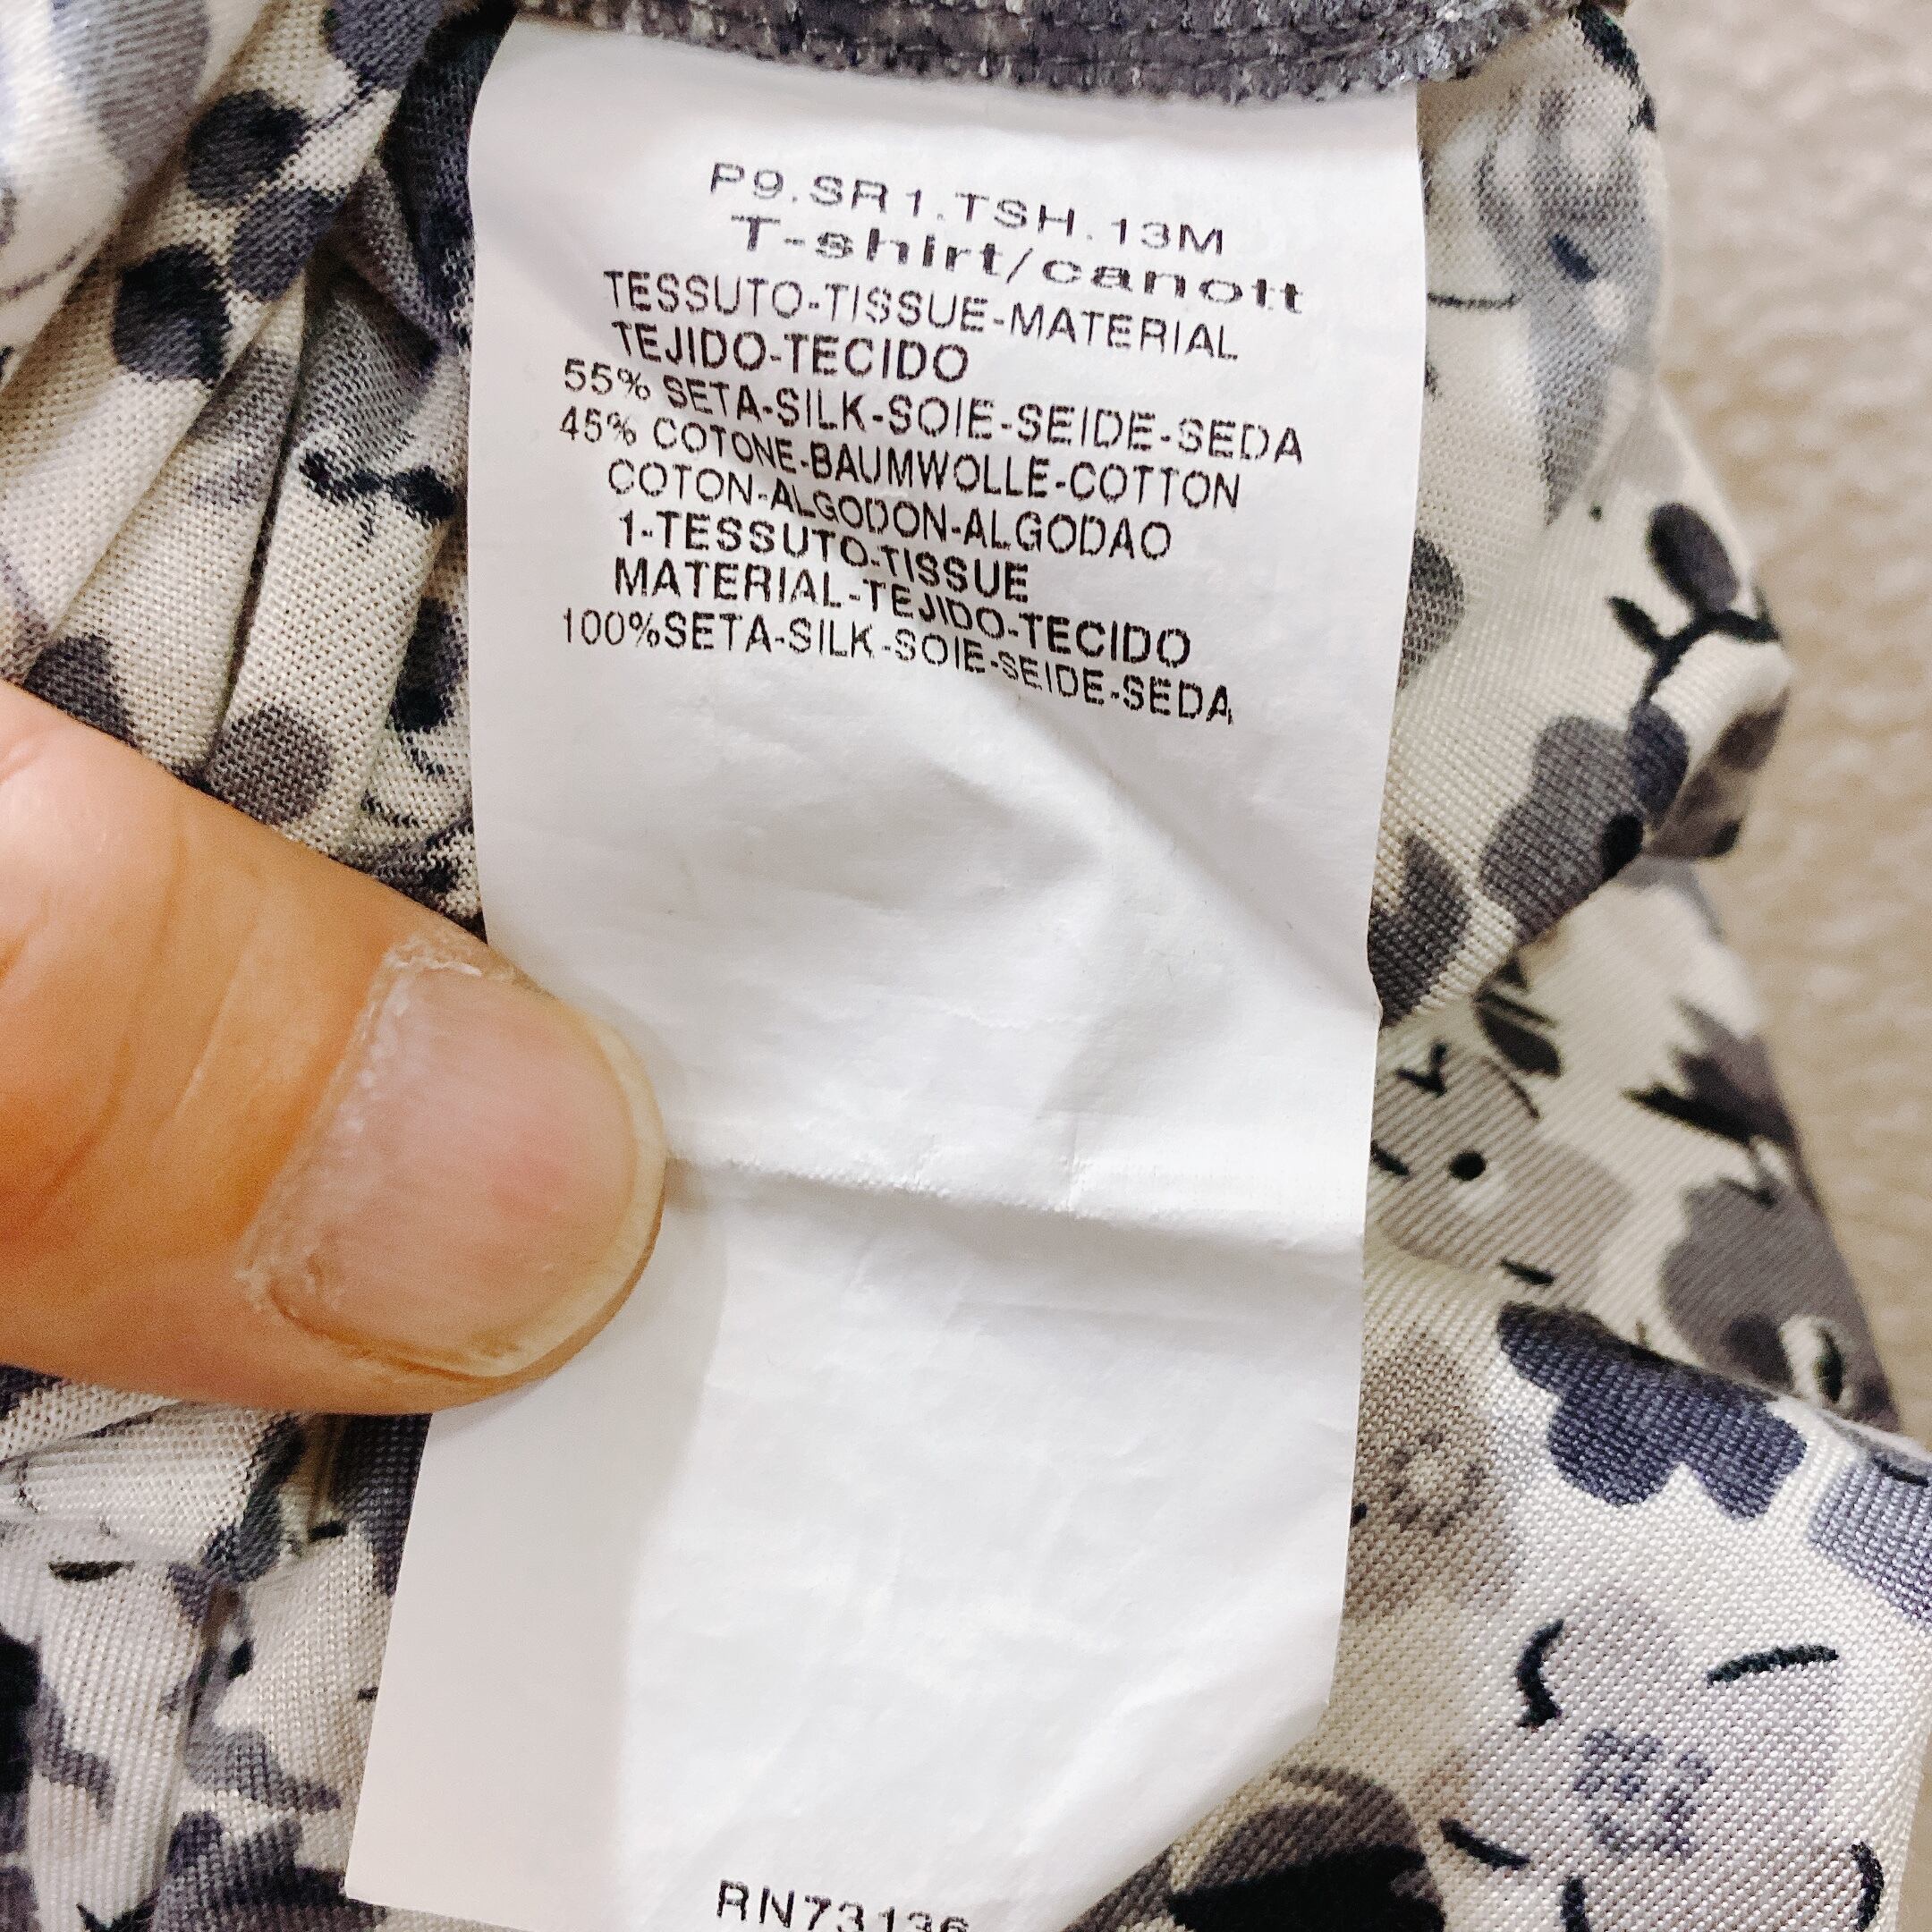 P9.SR1.TSH.13M
T-shirt/canott
TESSUTO-TISSUE-MATERIAL
TEJIDO-TECIDO
55% SETA-SILK-SOIE-SEIDE-SEDA
45% COTONE-BAUMWOLLE-COTTON
COTON-ALGODON-ALGODAO
1-TESSUTO-TISSUE
MATERIAL-TEJIDO-TECIDO
100%SETA-SILK-SOIE-SEIDE-SEDA
RN73136